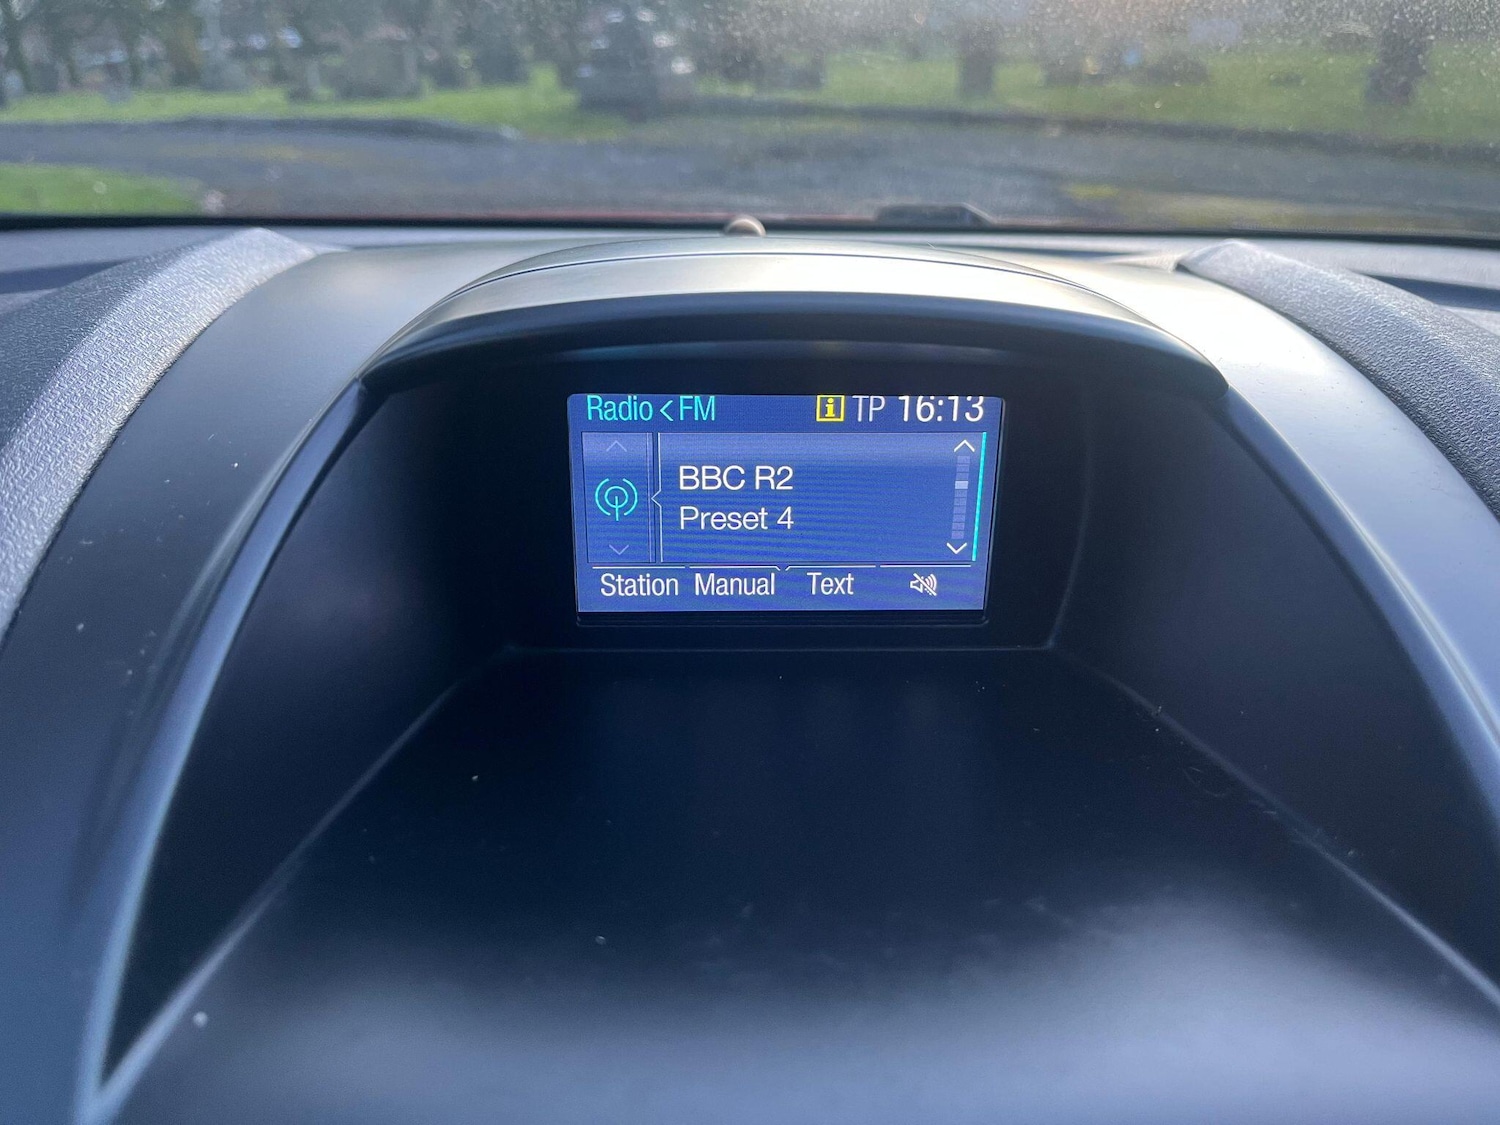 Radio < FM i TP 16:13
BBC R2
Preset 4
Station Manual Text